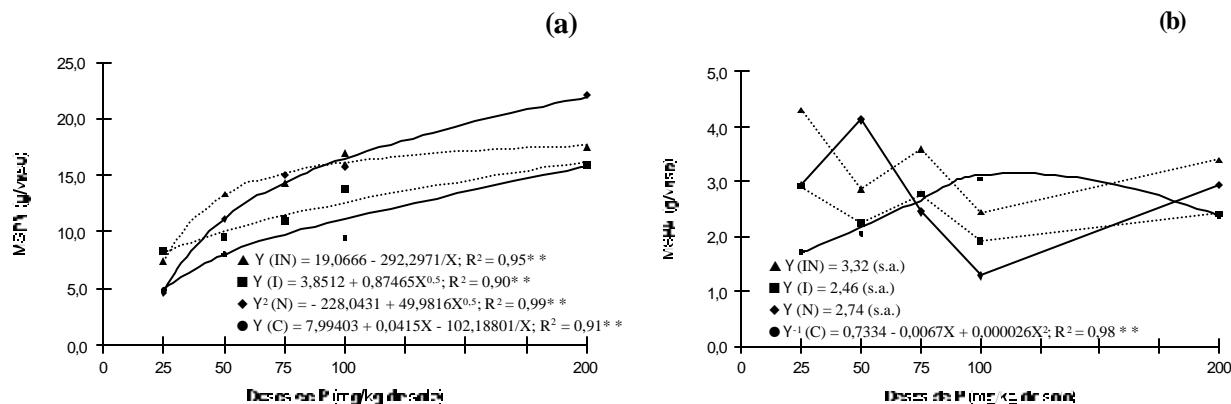 (a)
25,0
20,0
15,0
10,0
5,0
0,0
Y (IN) = 19,0666 - 292,2971/X; R² = 0,95**
Y (I) = 3,8512 + 0,87465X⁰·⁵; R² = 0,90**
Y² (N) = - 228,0431 + 49,9816X⁰·⁵; R² = 0,99**
Y (C) = 7,99403 + 0,0415X - 102,18801/X; R² = 0,91**
0 25 50 75 100 200
(b)
5,0
4,0
3,0
2,0
1,0
0,0
Y (IN) = 3,32 (s.a.)
Y (I) = 2,46 (s.a.)
Y (N) = 2,74 (s.a.)
Y⁻¹ (C) = 0,7334 - 0,0067X + 0,000026X²; R² = 0,98 **
0 25 50 75 100 200